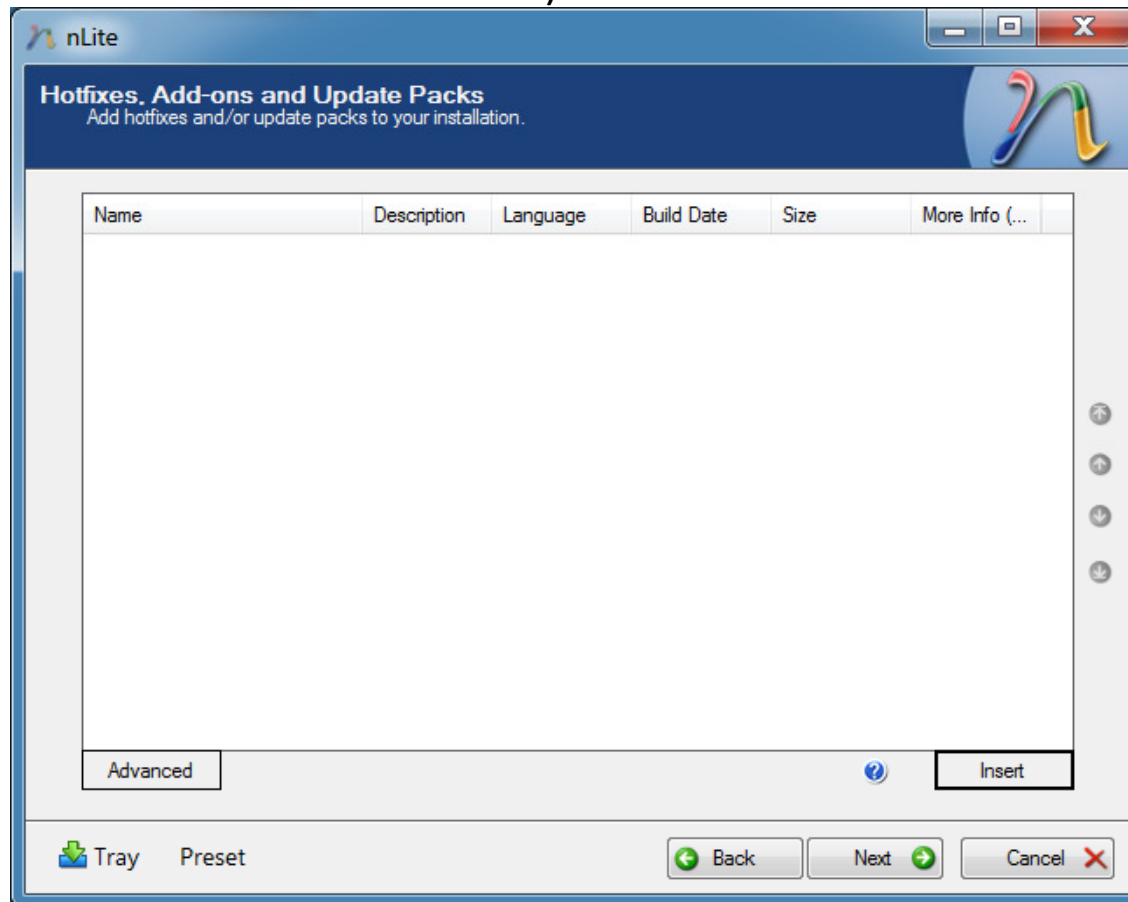 nLite
Hotfixes, Add-ons and Update Packs
Add hotfixes and/or update packs to your installation.
Name Description Language Build Date Size More Info (...
Advanced Insert
Tray Preset Back Next Cancel